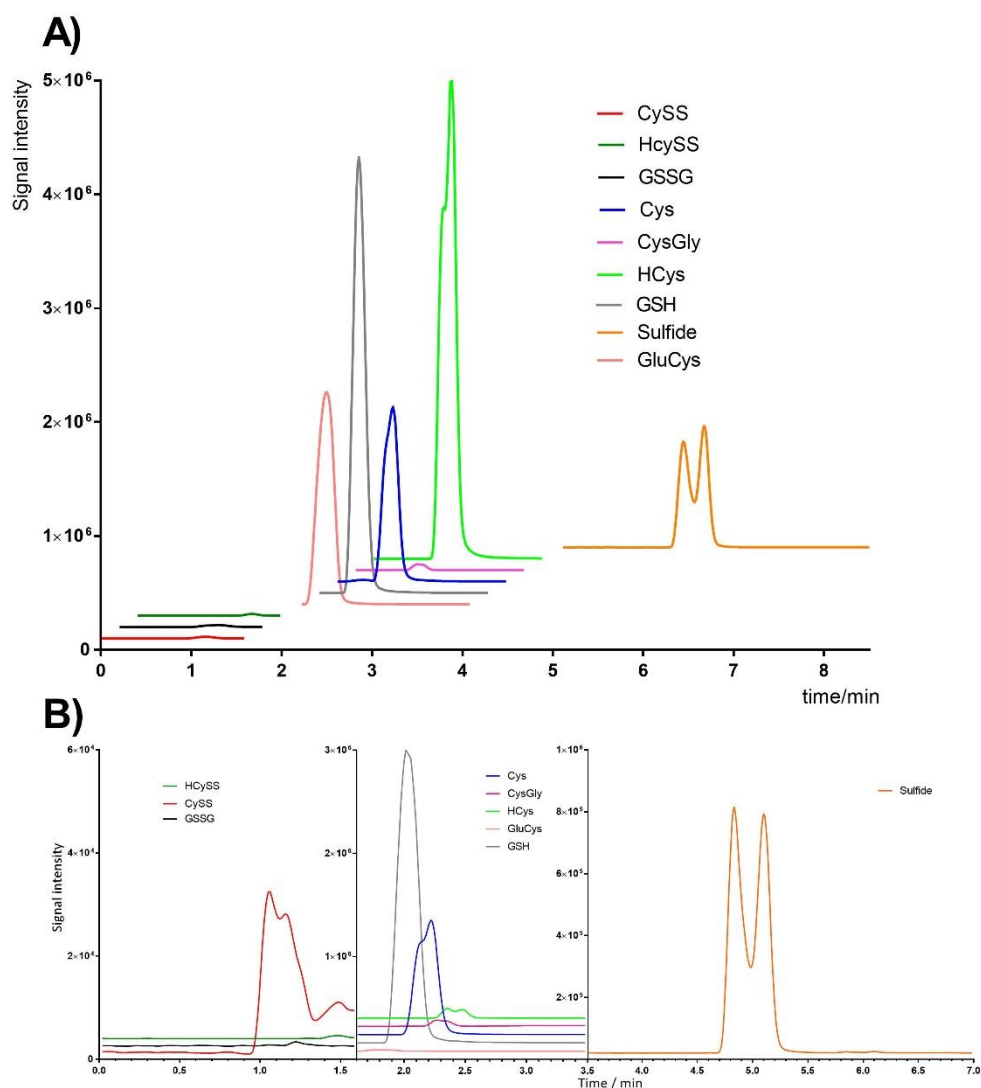 A)
Signal intensity
5×10⁶
4×10⁶
3×10⁶
2×10⁶
1×10⁶
0
0 1 2 3 4 5 6 7 8
time/min
CySS
HcySS
GSSG
Cys
CysGly
HCys
GSH
Sulfide
GluCys
B)
Signal intensity
6×10⁴
4×10⁴
2×10⁴
0
HCySS
CySS
GSSG
0.0 0.5 1.0 1.5
3×10⁶
2×10⁶
1×10⁶
Cys
CysGly
HCys
GluCys
GSH
2.0 2.5 3.0 3.5
1×10⁶
8×10⁵
6×10⁵
4×10⁵
2×10⁵
Sulfide
4.0 4.5 5.0 5.5 6.0 6.5 7.0
Time / min